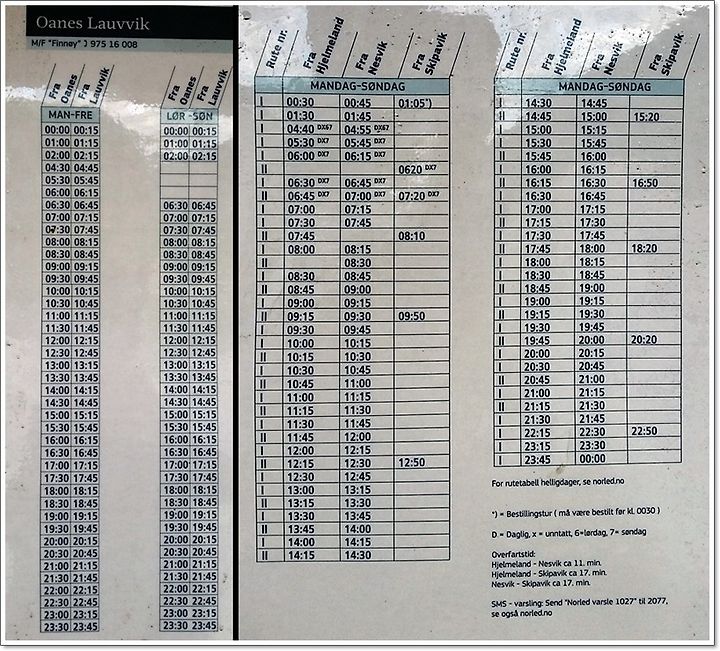 Oanes Lauvvik
M/F "Finnøy" ) 975 16 008
Fra Oanes Fra Lauvvik Fra Oanes Fra Lauvvik
MAN-FRE LØR -SØN
00:00 00:15 00:00 00:15
01:00 01:15 01:00 01:15
02:00 02:15 02:00 02:15
04:30 04:45
05:30 05:45
06:00 06:15
06:30 06:45 06:30 06:45
07:00 07:15 07:00 07:15
07:30 07:45 07:30 07:45
08:00 08:15 08:00 08:15
08:30 08:45 08:30 08:45
09:00 09:15 09:00 09:15
09:30 09:45 09:30 09:45
10:00 10:15 10:00 10:15
10:30 10:45 10:30 10:45
11:00 11:15 11:00 11:15
11:30 11:45 11:30 11:45
12:00 12:15 12:00 12:15
12:30 12:45 12:30 12:45
13:00 13:15 13:00 13:15
13:30 13:45 13:30 13:45
14:00 14:15 14:00 14:15
14:30 14:45 14:30 14:45
15:00 15:15 15:00 15:15
15:30 15:45 15:30 15:45
16:00 16:15 16:00 16:15
16:30 16:45 16:30 16:45
17:00 17:15 17:00 17:15
17:30 17:45 17:30 17:45
18:00 18:15 18:00 18:15
18:30 18:45 18:30 18:45
19:00 19:15 19:00 19:15
19:30 19:45 19:30 19:45
20:00 20:15 20:00 20:15
20:30 20:45 20:30 20:45
21:00 21:15 21:00 21:15
21:30 21:45 21:30 21:45
22:00 22:15 22:00 22:15
22:30 22:45 22:30 22:45
23:00 23:15 23:00 23:15
23:30 23:45 23:30 23:45
Rute nr. Fra Hjelmeland Fra Nesvik Fra Skipavik
MANDAG-SØNDAG
I 00:30 00:45 01:05*)
I 01:30 01:45
I 04:40 DX67 04:55 DX67
I 05:30 DX7 05:45 DX7
I 06:00 DX7 06:15 DX7
II 0620 DX7
I 06:30 DX7 06:45 DX7
II 06:45 DX7 07:00 DX7 07:20 DX7
I 07:00 07:15
I 07:30 07:45
II 07:45 08:10
I 08:00 08:15
II 08:30
I 08:30 08:45
II 08:45 09:00
I 09:00 09:15
II 09:15 09:30 09:50
I 09:30 09:45
I 10:00 10:15
II 10:15 10:30
I 10:30 10:45
II 10:45 11:00
I 11:00 11:15
II 11:15 11:30
I 11:30 11:45
II 11:45 12:00
I 12:00 12:15
II 12:15 12:30 12:50
I 12:30 12:45
I 13:00 13:15
II 13:15 13:30
I 13:30 13:45
II 13:45 14:00
I 14:00 14:15
II 14:15 14:30
Rute nr. Fra Hjelmeland Fra Nesvik Fra Skipavik
MANDAG-SØNDAG
I 14:30 14:45
II 14:45 15:00 15:20
I 15:00 15:15
I 15:30 15:45
II 15:45 16:00
I 16:00 16:15
II 16:15 16:30 16:50
I 16:30 16:45
I 17:00 17:15
II 17:15 17:30
I 17:30 17:45
II 17:45 18:00 18:20
I 18:00 18:15
I 18:30 18:45
II 18:45 19:00
I 19:00 19:15
II 19:15 19:30
I 19:30 19:45
II 19:45 20:00 20:20
I 20:00 20:15
I 20:30 20:45
II 20:45 21:00
I 21:00 21:15
II 21:15 21:30
I 21:30 21:45
I 22:15 22:30 22:50
I 23:15 23:30
I 23:45 00:00
For rutetabell helligdager, se norled.no
*) = Bestillingstur ( må være bestilt før kl. 0030 )
D = Daglig, x = unntatt, 6=lørdag, 7= søndag
Overfartstid:
Hjelmeland - Nesvik ca 11. min.
Hjelmeland - Skipavik ca 17. min.
Nesvik - Skipavik ca 17. min.
SMS - varsling: Send "Norled varsle 1027" til 2077,
se også norled.no